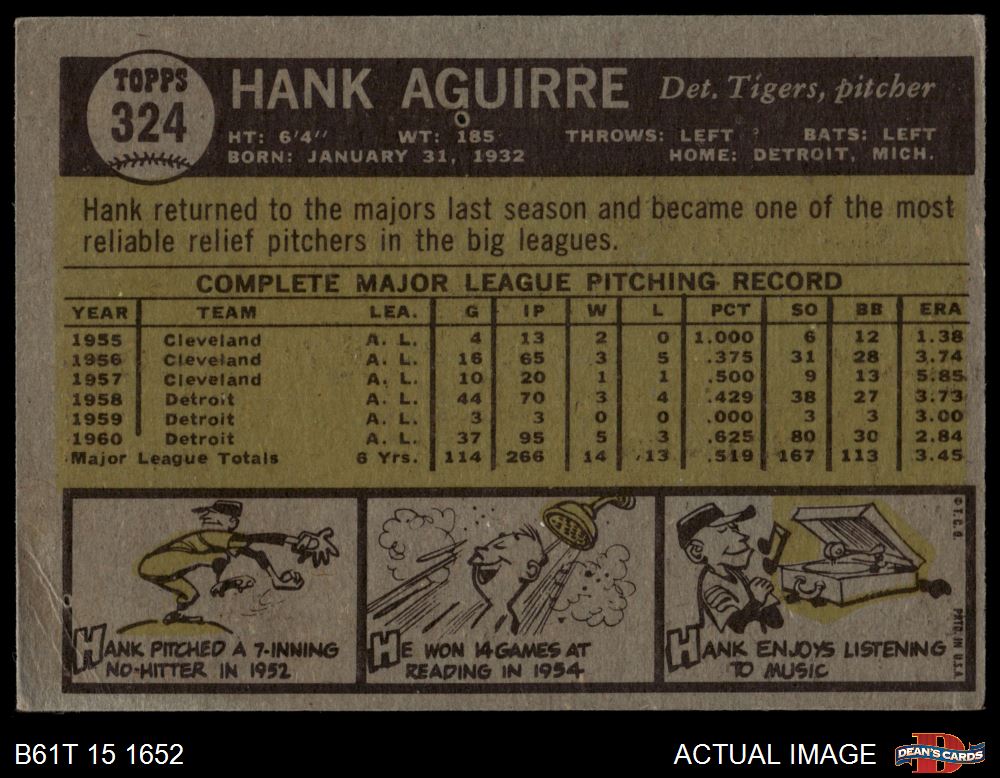 TOPPS
324
HANK AGUIRRE Det. Tigers, pitcher
HT: 6'4" WT: 185 THROWS: LEFT BATS: LEFT
BORN: JANUARY 31, 1932 HOME: DETROIT, MICH.
Hank returned to the majors last season and became one of the most
reliable relief pitchers in the big leagues.
COMPLETE MAJOR LEAGUE PITCHING RECORD
YEAR TEAM LEA. G IP W L PCT SO BB ERA
1955 Cleveland A. L. 4 13 2 0 1.000 6 12 1.38
1956 Cleveland A. L. 16 65 3 5 .375 31 28 3.74
1957 Cleveland A. L. 10 20 1 1 .500 9 13 5.85
1958 Detroit A. L. 44 70 3 4 .429 38 27 3.73
1959 Detroit A. L. 3 3 0 0 .000 3 3 3.00
1960 Detroit A. L. 37 95 5 3 .625 80 30 2.84
Major League Totals 6 Yrs. 114 266 14 13 .519 167 113 3.45
HANK PITCHED A 7-INNING
NO-HITTER IN 1952
HE WON 14 GAMES AT
READING IN 1954
HANK ENJOYS LISTENING
TO MUSIC
© T. C. G.
PRTD. IN U.S.A.
B61T 15 1652
ACTUAL IMAGE
DEAN'S CARDS